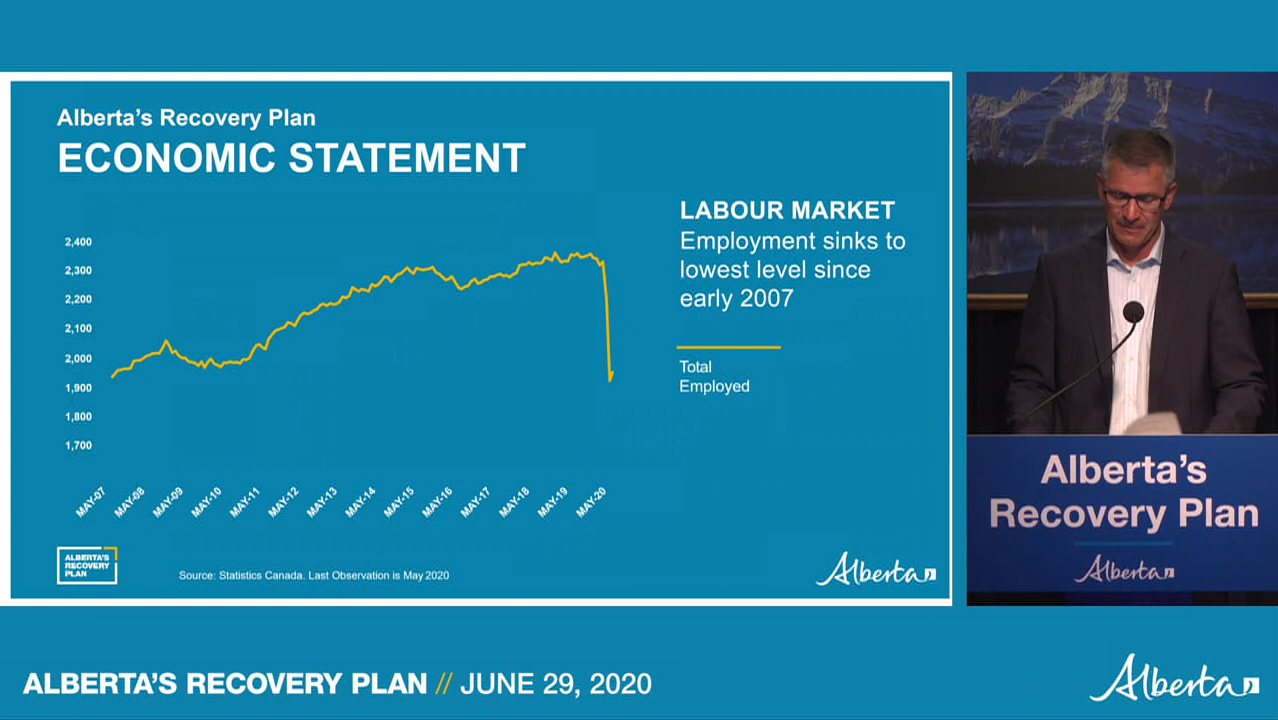 Alberta's Recovery Plan
ECONOMIC STATEMENT
2,400
2,300
2,200
2,100
2,000
1,900
1,800
1,700
MAY-07
MAY-08
MAY-09
MAY-10
MAY-11
MAY-12
MAY-13
MAY-14
MAY-15
MAY-16
MAY-17
MAY-18
MAY-19
MAY-20
LABOUR MARKET
Employment sinks to
lowest level since
early 2007
Total
Employed
ALBERTA'S
RECOVERY
PLAN
Source: Statistics Canada. Last Observation is May 2020
Alberta
Alberta's
Recovery Plan
Alberta
ALBERTA'S RECOVERY PLAN // JUNE 29, 2020
Alberta